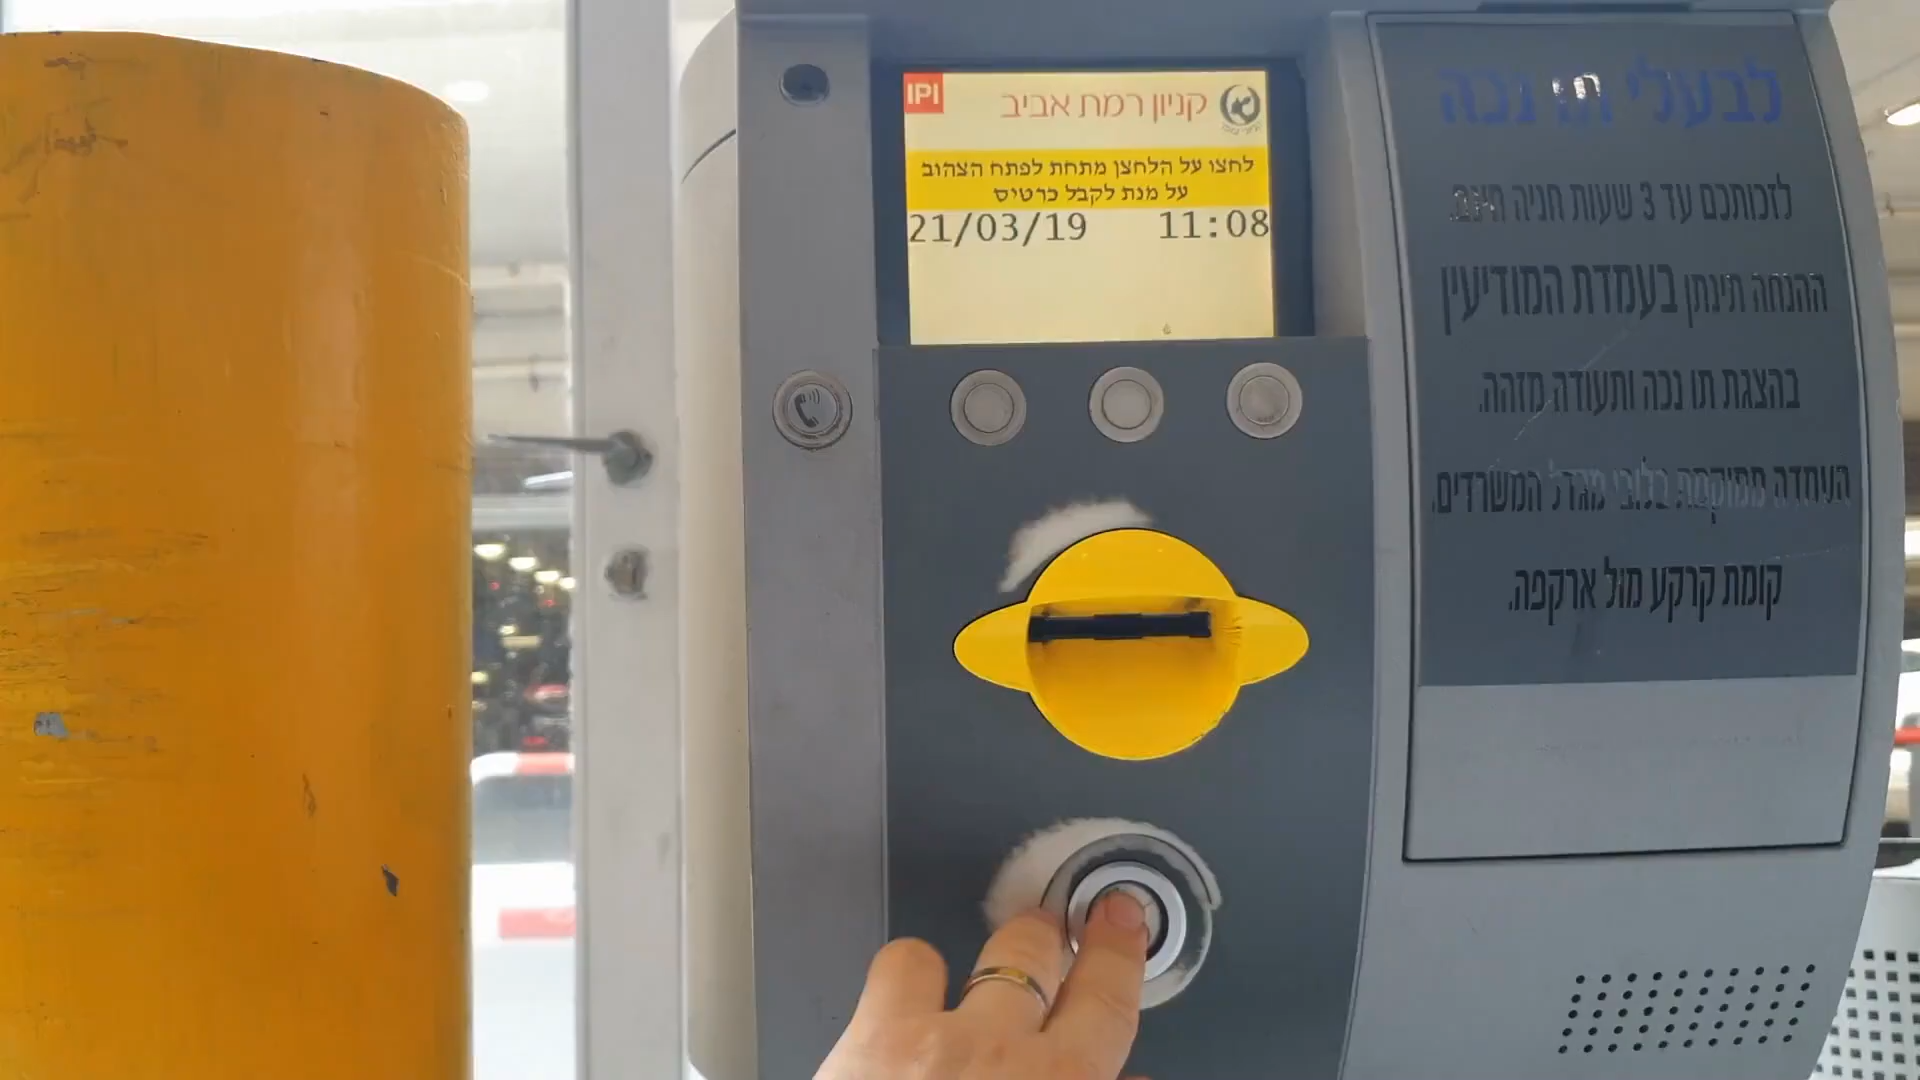 IPI
קניון רמת אביב
לחצו על הלחצן מתחת לפתח הצהוב
על מנת לקבל כרטיס
21/03/19 11:08
לבעלי תו נכה
לזכותכם עד 3 שעות חניה חינם.
ההנחה תינתן בעמדת המודיעין
בהצגת תו נכה ותעודה מזהה.
העמדה ממוקמת בלובי מגדל המשרדים,
קומת קרקע מול ארקפה.